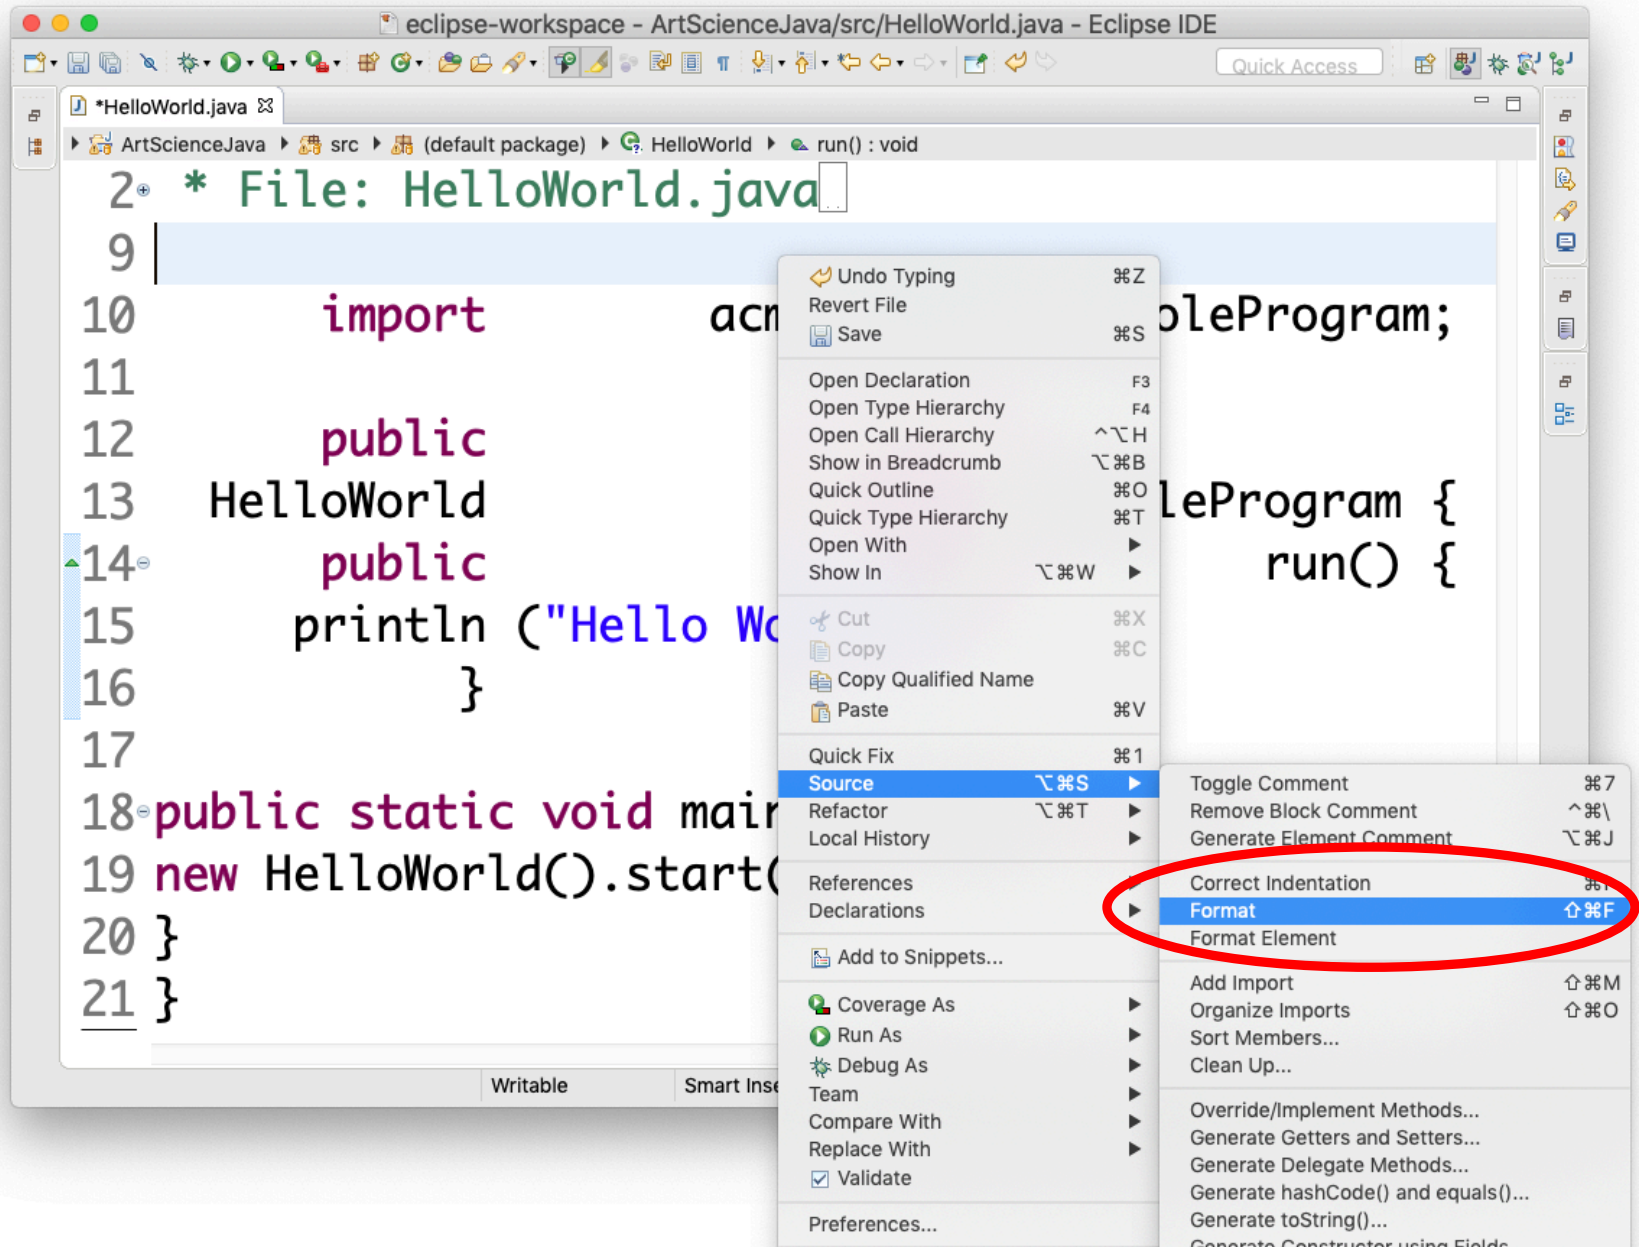 eclipse-workspace - ArtScienceJava/src/HelloWorld.java - Eclipse IDE
Quick Access
*HelloWorld.java
ArtScienceJava src (default package) HelloWorld run() : void
2 * File: HelloWorld.java
9
10 import
11
12 public
13 HelloWorld {
14 public run() {
15 println ("Hello
16 }
17
18 public static void
19 new HelloWorld().start(
20 }
21 }
Writable Smart
Undo Typing ⌘Z
Revert File
Save ⌘S
Open Declaration F3
Open Type Hierarchy F4
Open Call Hierarchy ^⌥H
Show in Breadcrumb ⌥⌘B
Quick Outline ⌘O
Quick Type Hierarchy ⌘T
Open With
Show In ⌥⌘W
Cut ⌘X
Copy ⌘C
Copy Qualified Name
Paste ⌘V
Quick Fix ⌘1
Source ⌥⌘S
Refactor ⌥⌘T
Local History
References
Declarations
Add to Snippets...
Coverage As
Run As
Debug As
Team
Compare With
Replace With
Validate
Preferences...
Toggle Comment ⌘7
Remove Block Comment ^⌘\
Generate Element Comment ⌥⌘J
Correct Indentation
Format ⇧⌘F
Format Element
Add Import ⇧⌘M
Organize Imports ⇧⌘O
Sort Members...
Clean Up...
Override/Implement Methods...
Generate Getters and Setters...
Generate Delegate Methods...
Generate hashCode() and equals()...
Generate toString()...
Generate Constructor using Fields